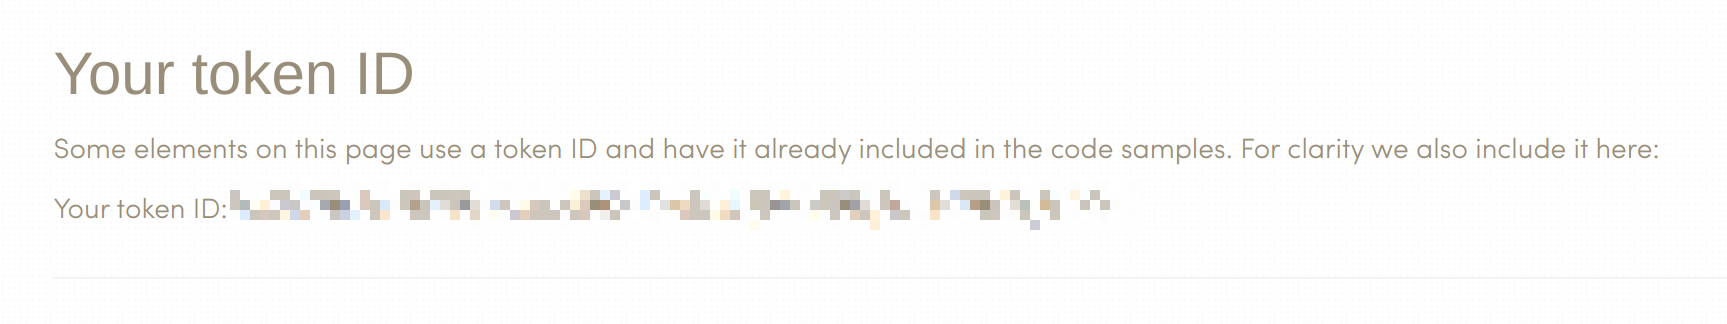 Your token ID
Some elements on this page use a token ID and have it already included in the code samples. For clarity we also include it here:
Your token ID: